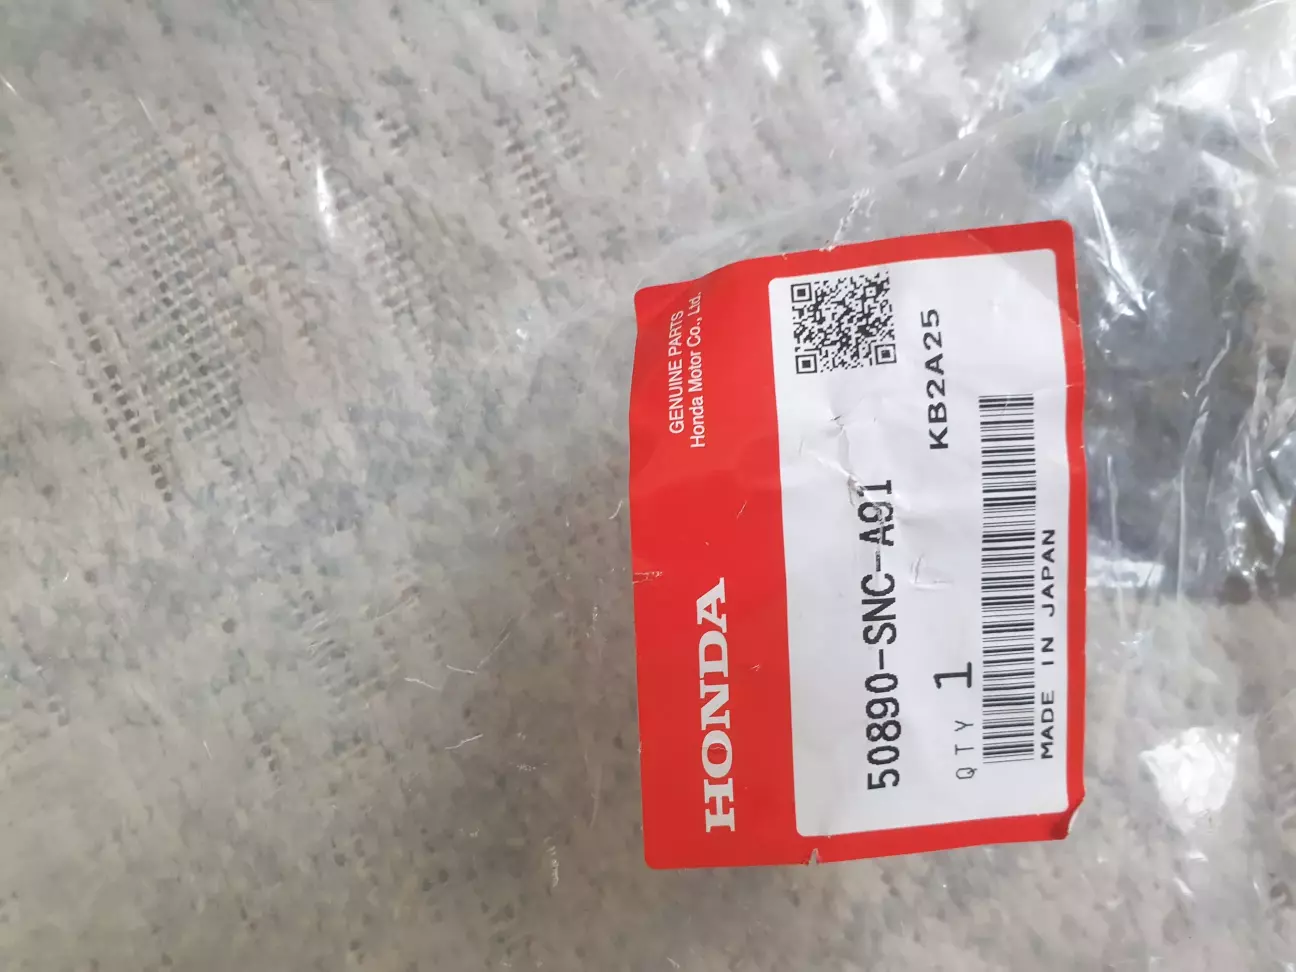 HONDA
GENUINE PARTS
Honda Motor Co., Ltd.
50890-SNC-A91
QTY 1
KB2A25
MADE IN JAPAN